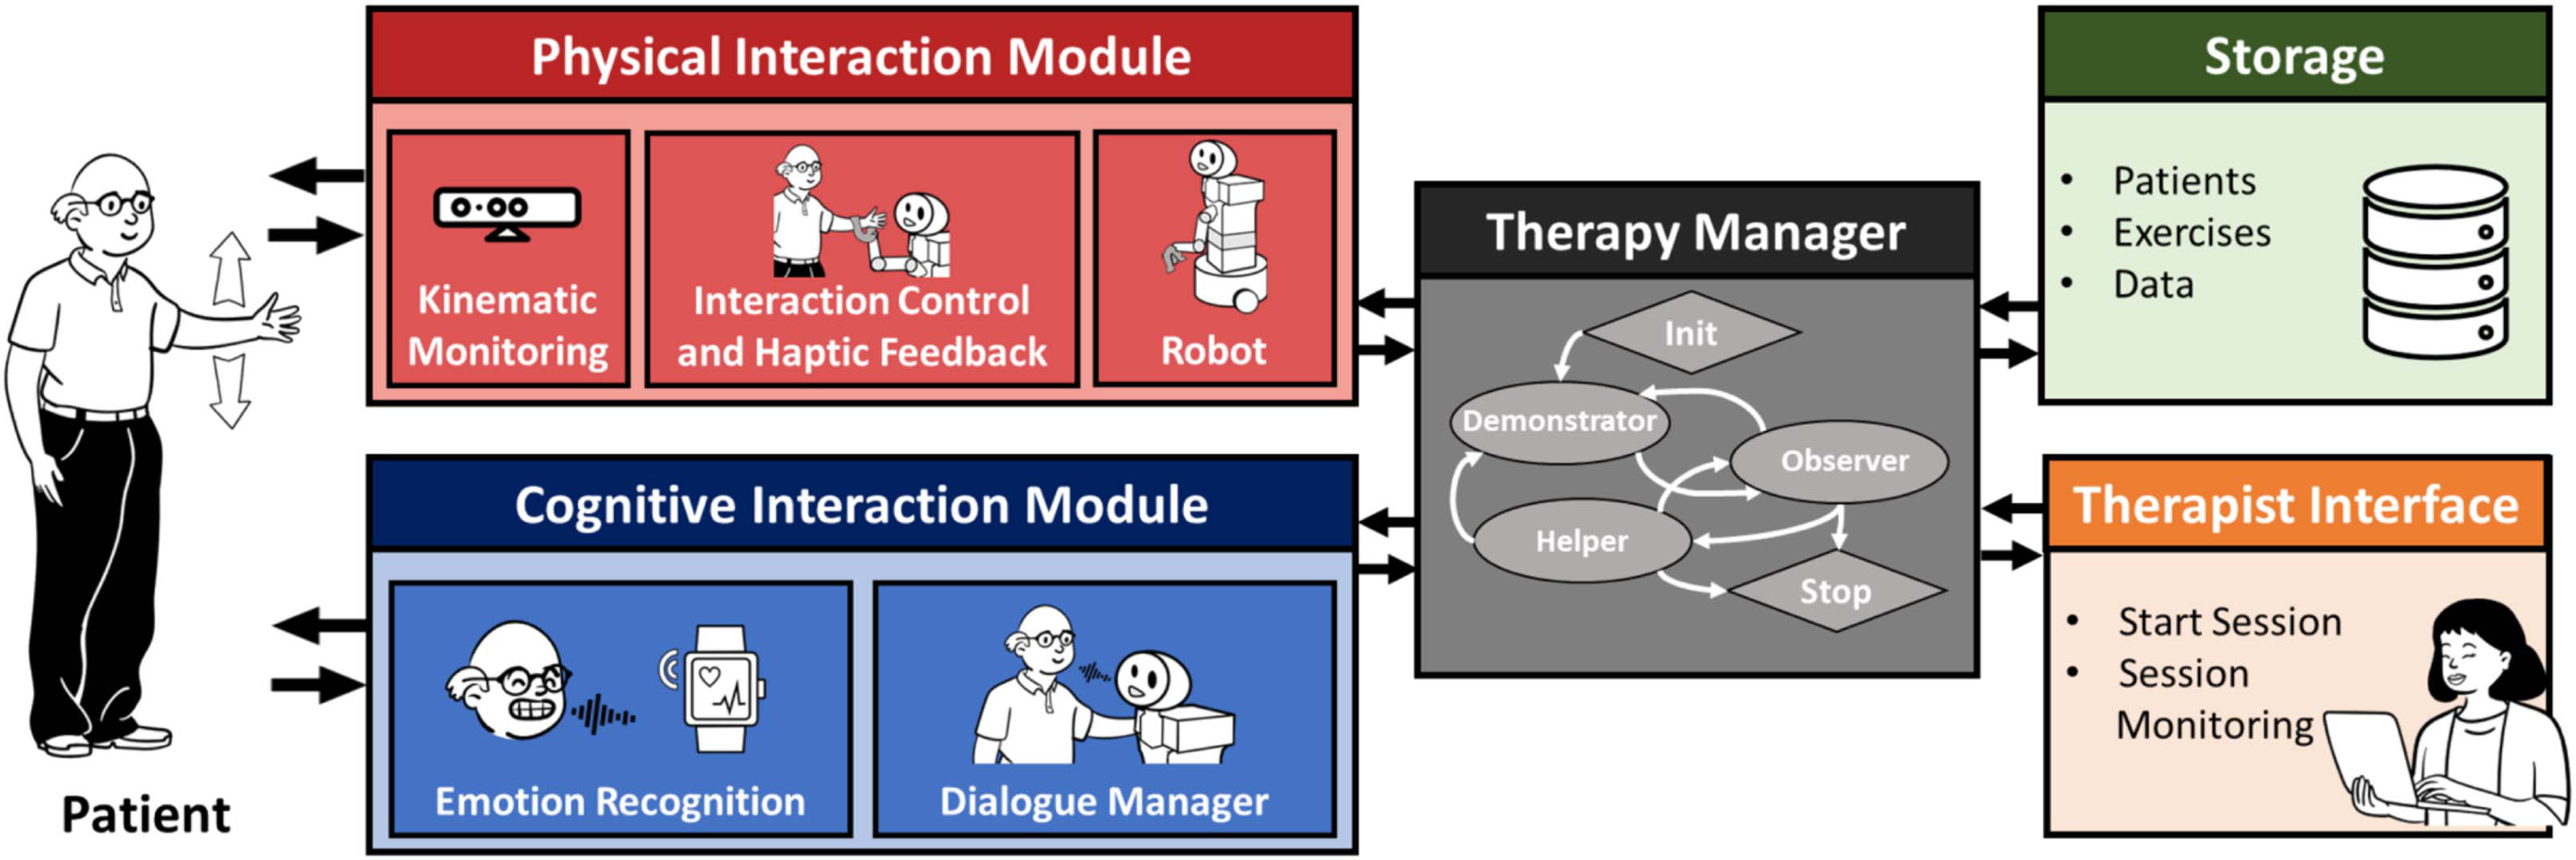 Physical Interaction Module
Kinematic
Monitoring
Interaction Control
and Haptic Feedback
Robot
Cognitive Interaction Module
Emotion Recognition
Dialogue Manager
Patient
Therapy Manager
Init
Demonstrator
Observer
Helper
Stop
Storage
• Patients
• Exercises
• Data
Therapist Interface
• Start Session
• Session
Monitoring